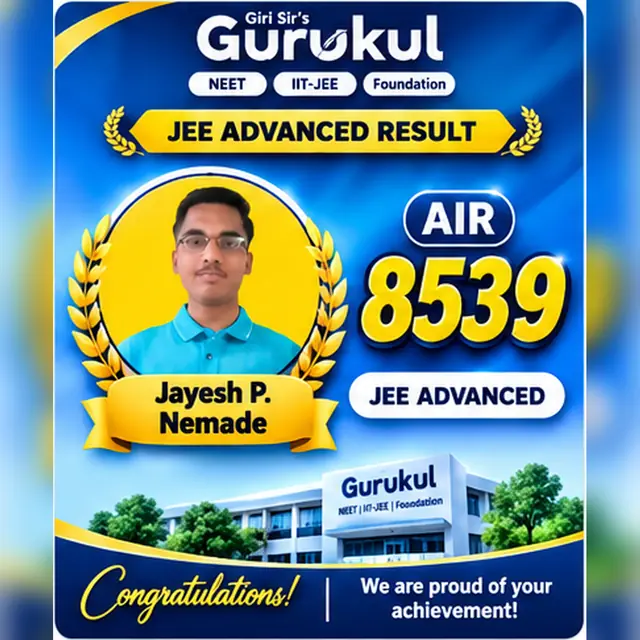 Giri Sir's
Gurukul
NEET
IIT-JEE
Foundation
JEE ADVANCED RESULT
AIR
8539
JEE ADVANCED
Jayesh P.
Nemade
Gurukul
NEET | IIT-JEE | Foundation
Congratulations!
We are proud of your
achievement!